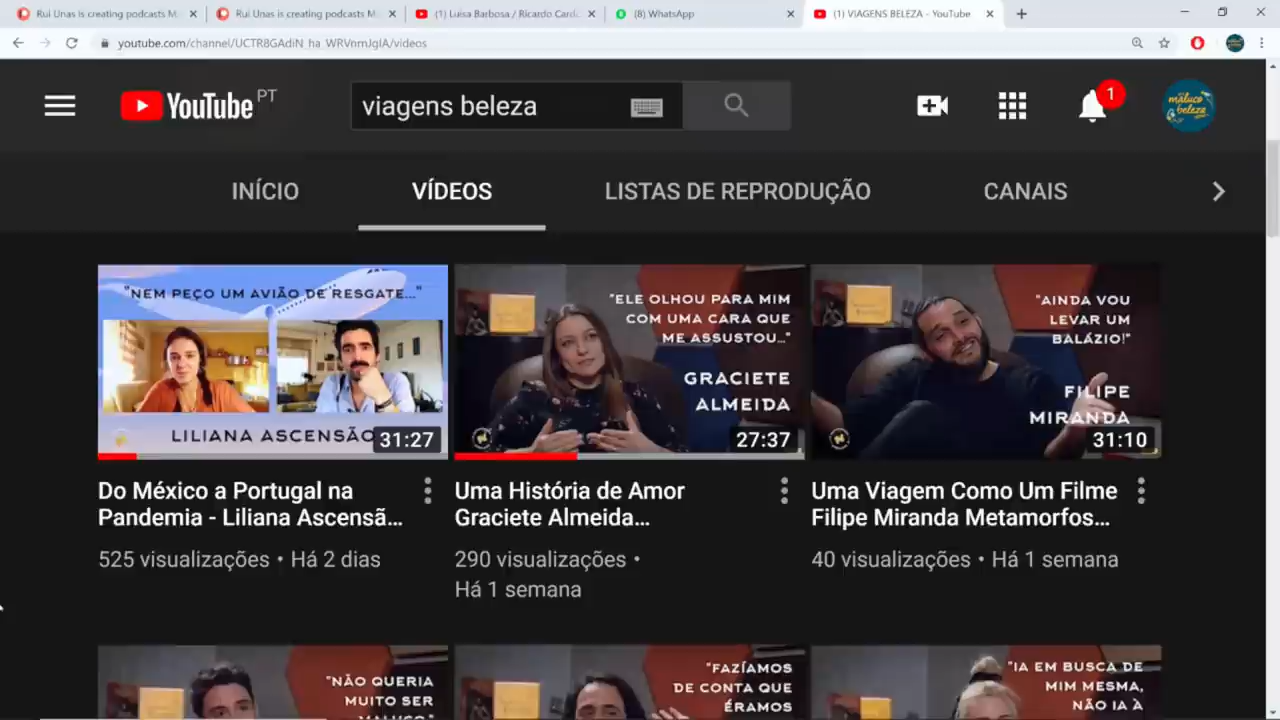 Rui Unas is creating podcasts M
Rui Unas is creating podcasts M
(1) Luisa Barbosa / Ricardo Card
(8) WhatsApp
(1) VIAGENS BELEZA - YouTube
YouTube PT
viagens beleza
1
maluco
beleza
INÍCIO
VÍDEOS
LISTAS DE REPRODUÇÃO
CANAIS
"NEM PEÇO UM AVIÃO DE RESGATE..."
LILIANA ASCENSÃO
31:27
"ELE OLHOU PARA MIM
COM UMA CARA QUE
ME ASSUSTOU..."
GRACIETE
ALMEIDA
27:37
"AINDA VOU
LEVAR UM
BALÁZIO!"
FILIPE
MIRANDA
31:10
Do México a Portugal na
Pandemia - Liliana Ascensã...
525 visualizações • Há 2 dias
Uma História de Amor
Graciete Almeida...
290 visualizações •
Há 1 semana
Uma Viagem Como Um Filme
Filipe Miranda Metamorfos...
40 visualizações • Há 1 semana
"NÃO QUERIA
MUITO SER
MALUCO"
"FAZÍAMOS
DE CONTA QUE
ÉRAMOS
"IA EM BUSCA DE
MIM MESMA,
NÃO IA À